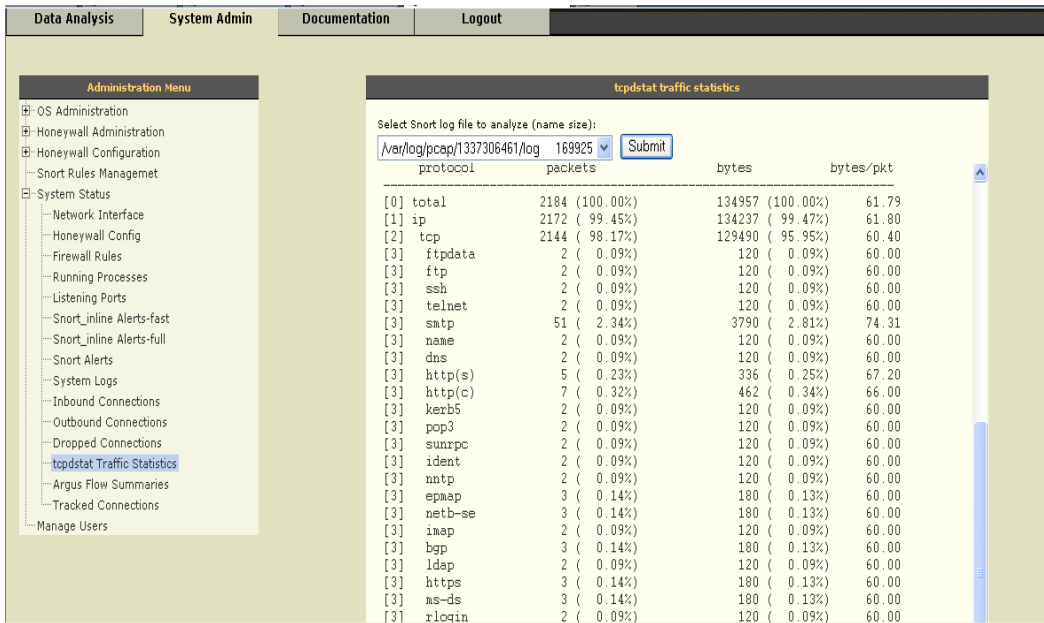 Data Analysis System Admin Documentation Logout
Administration Menu
OS Administration
Honeywall Administration
Honeywall Configuration
Snort Rules Managemet
System Status
Network Interface
Honeywall Config
Firewall Rules
Running Processes
Listening Ports
Snort_inline Alerts-fast
Snort_inline Alerts-full
Snort Alerts
System Logs
Inbound Connections
Outbound Connections
Dropped Connections
tcpdstat Traffic Statistics
Argus Flow Summaries
Tracked Connections
Manage Users
tcpdstat traffic statistics
Select Snort log file to analyze (name size):
/var/log/pcap/1337306461/log 169925 Submit
protocol packets bytes bytes/pkt
------------------------------------------------------------------------
[0] total 2184 (100.00%) 134957 (100.00%) 61.79
[1] ip 2172 ( 99.45%) 134237 ( 99.47%) 61.80
[2] tcp 2144 ( 98.17%) 129490 ( 95.95%) 60.40
[3] ftpdata 2 ( 0.09%) 120 ( 0.09%) 60.00
[3] ftp 2 ( 0.09%) 120 ( 0.09%) 60.00
[3] ssh 2 ( 0.09%) 120 ( 0.09%) 60.00
[3] telnet 2 ( 0.09%) 120 ( 0.09%) 60.00
[3] smtp 51 ( 2.34%) 3790 ( 2.81%) 74.31
[3] name 2 ( 0.09%) 120 ( 0.09%) 60.00
[3] dns 2 ( 0.09%) 120 ( 0.09%) 60.00
[3] http(s) 5 ( 0.23%) 336 ( 0.25%) 67.20
[3] http(c) 7 ( 0.32%) 462 ( 0.34%) 66.00
[3] kerb5 2 ( 0.09%) 120 ( 0.09%) 60.00
[3] pop3 2 ( 0.09%) 120 ( 0.09%) 60.00
[3] sunrpc 2 ( 0.09%) 120 ( 0.09%) 60.00
[3] ident 2 ( 0.09%) 120 ( 0.09%) 60.00
[3] nntp 2 ( 0.09%) 120 ( 0.09%) 60.00
[3] epmap 3 ( 0.14%) 180 ( 0.13%) 60.00
[3] netb-se 3 ( 0.14%) 180 ( 0.13%) 60.00
[3] imap 2 ( 0.09%) 120 ( 0.09%) 60.00
[3] bgp 3 ( 0.14%) 180 ( 0.13%) 60.00
[3] ldap 2 ( 0.09%) 120 ( 0.09%) 60.00
[3] https 3 ( 0.14%) 180 ( 0.13%) 60.00
[3] ms-ds 3 ( 0.14%) 180 ( 0.13%) 60.00
[3] rlogin 2 ( 0.09%) 120 ( 0.09%) 60.00